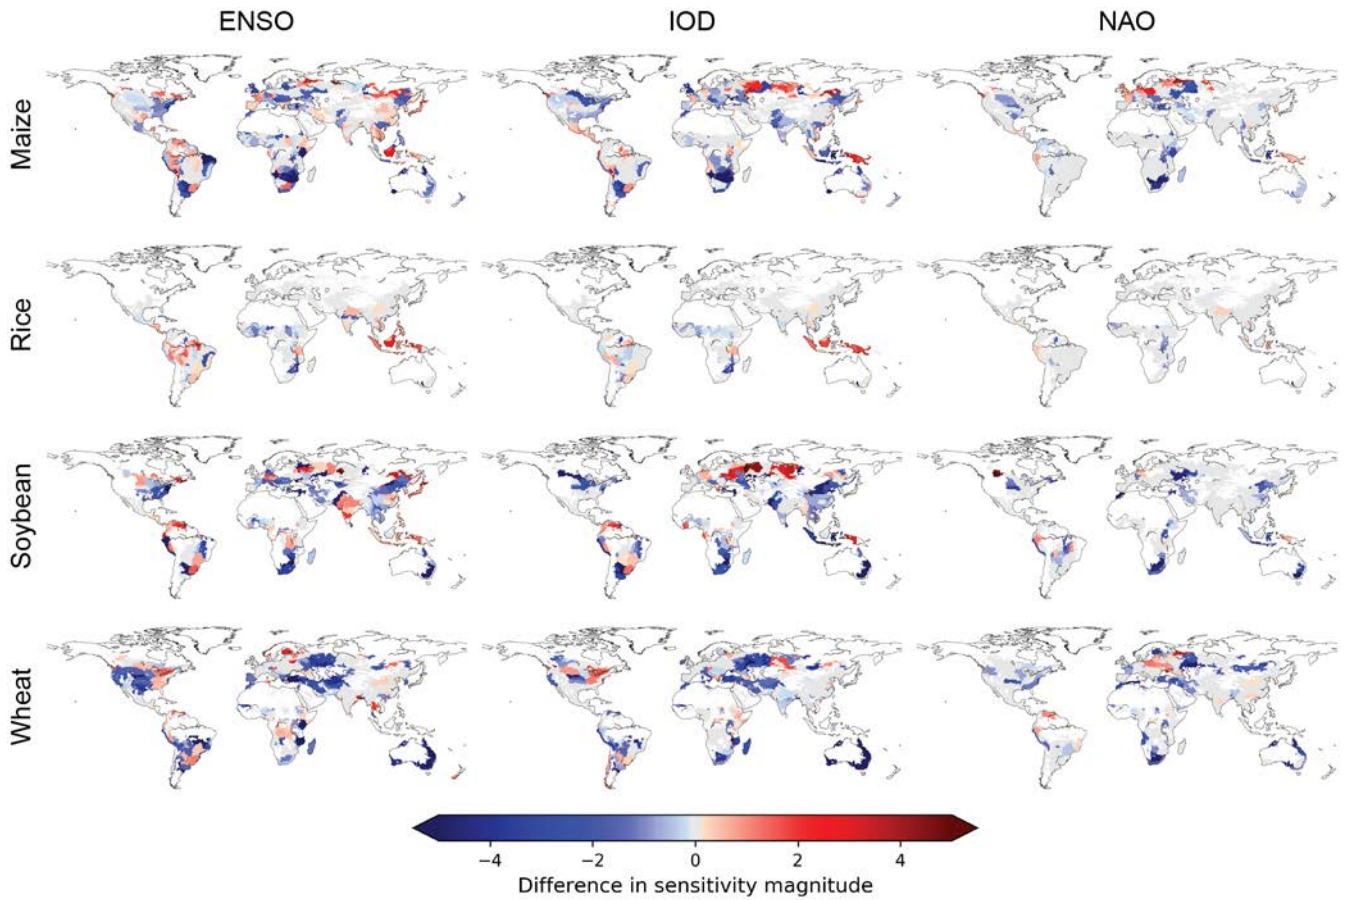 ENSO IOD NAO
Maize
Rice
Soybean
Wheat
−4 −2 0 2 4
Difference in sensitivity magnitude